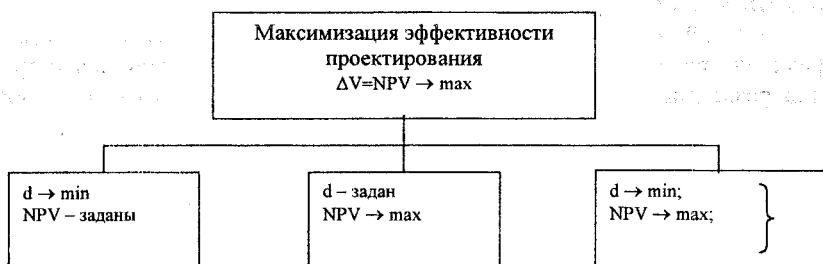 Максимизация эффективности
проектирования
ΔV=NPV → max
d → min
NPV – заданы
d – задан
NPV → max
d → min;
NPV → max;